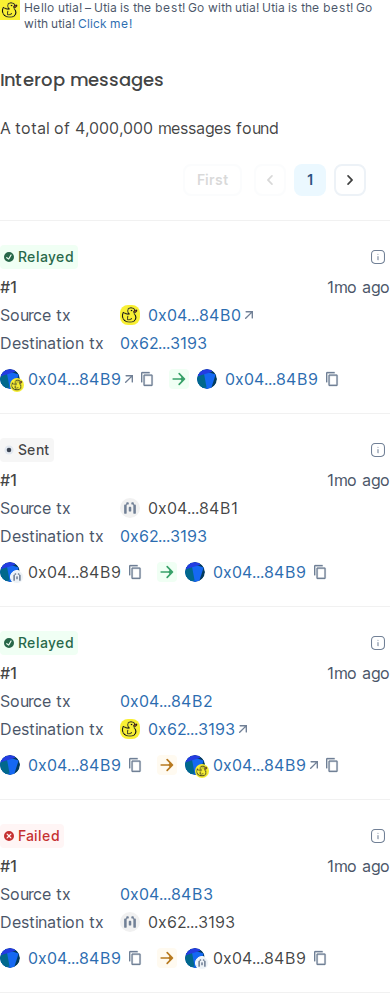 Hello utia! – Utia is the best! Go with utia! Utia is the best! Go
with utia! Click me!
Interop messages
A total of 4,000,000 messages found
First 1
Relayed
#1 1mo ago
Source tx 0x04...84B0
Destination tx 0x62...3193
0x04...84B9 0x04...84B9
Sent
#1 1mo ago
Source tx 0x04...84B1
Destination tx 0x62...3193
0x04...84B9 0x04...84B9
Relayed
#1 1mo ago
Source tx 0x04...84B2
Destination tx 0x62...3193
0x04...84B9 0x04...84B9
Failed
#1 1mo ago
Source tx 0x04...84B3
Destination tx 0x62...3193
0x04...84B9 0x04...84B9